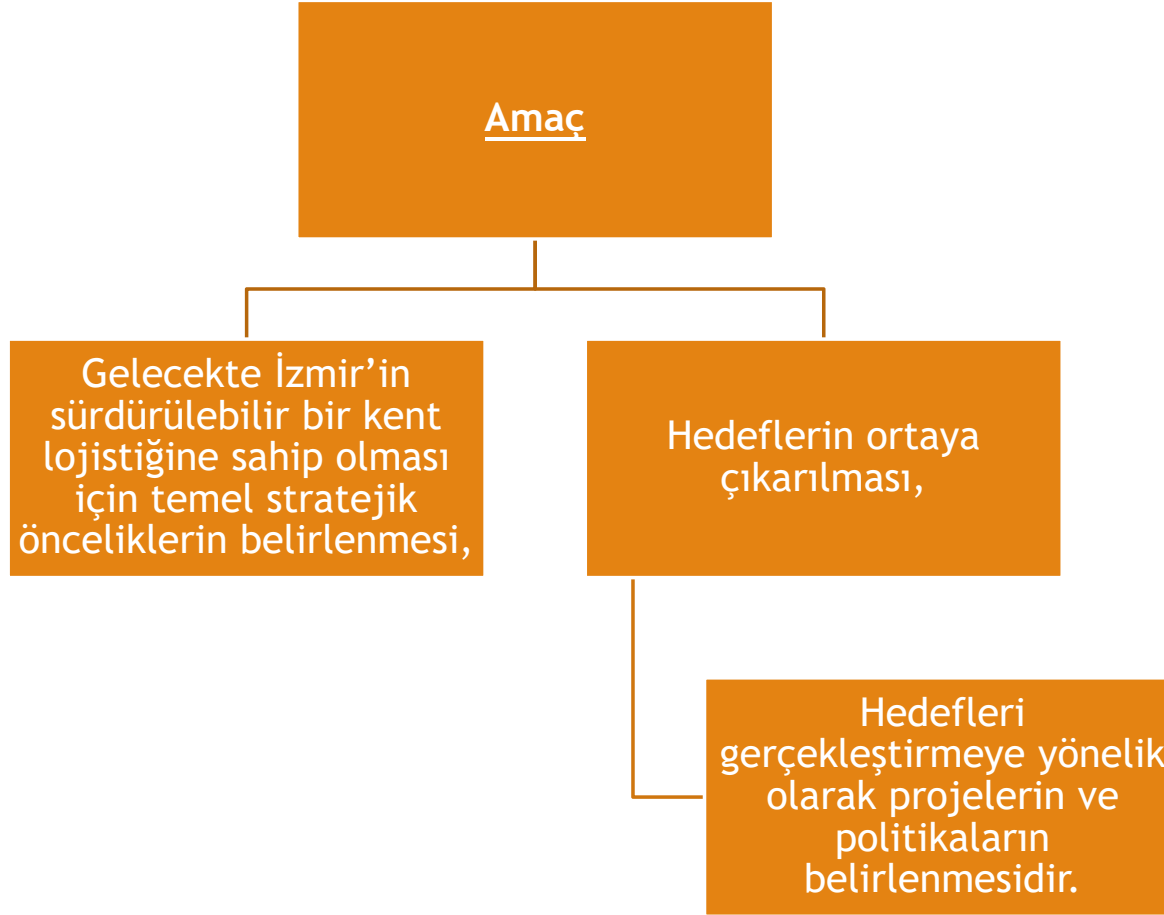 Amaç
Gelecekte İzmir’in
sürdürülebilir bir kent
lojistiğine sahip olması
için temel stratejik
önceliklerin belirlenmesi,
Hedeflerin ortaya
çıkarılması,
Hedefleri
gerçekleştirmeye yönelik
olarak projelerin ve
politikaların
belirlenmesidir.